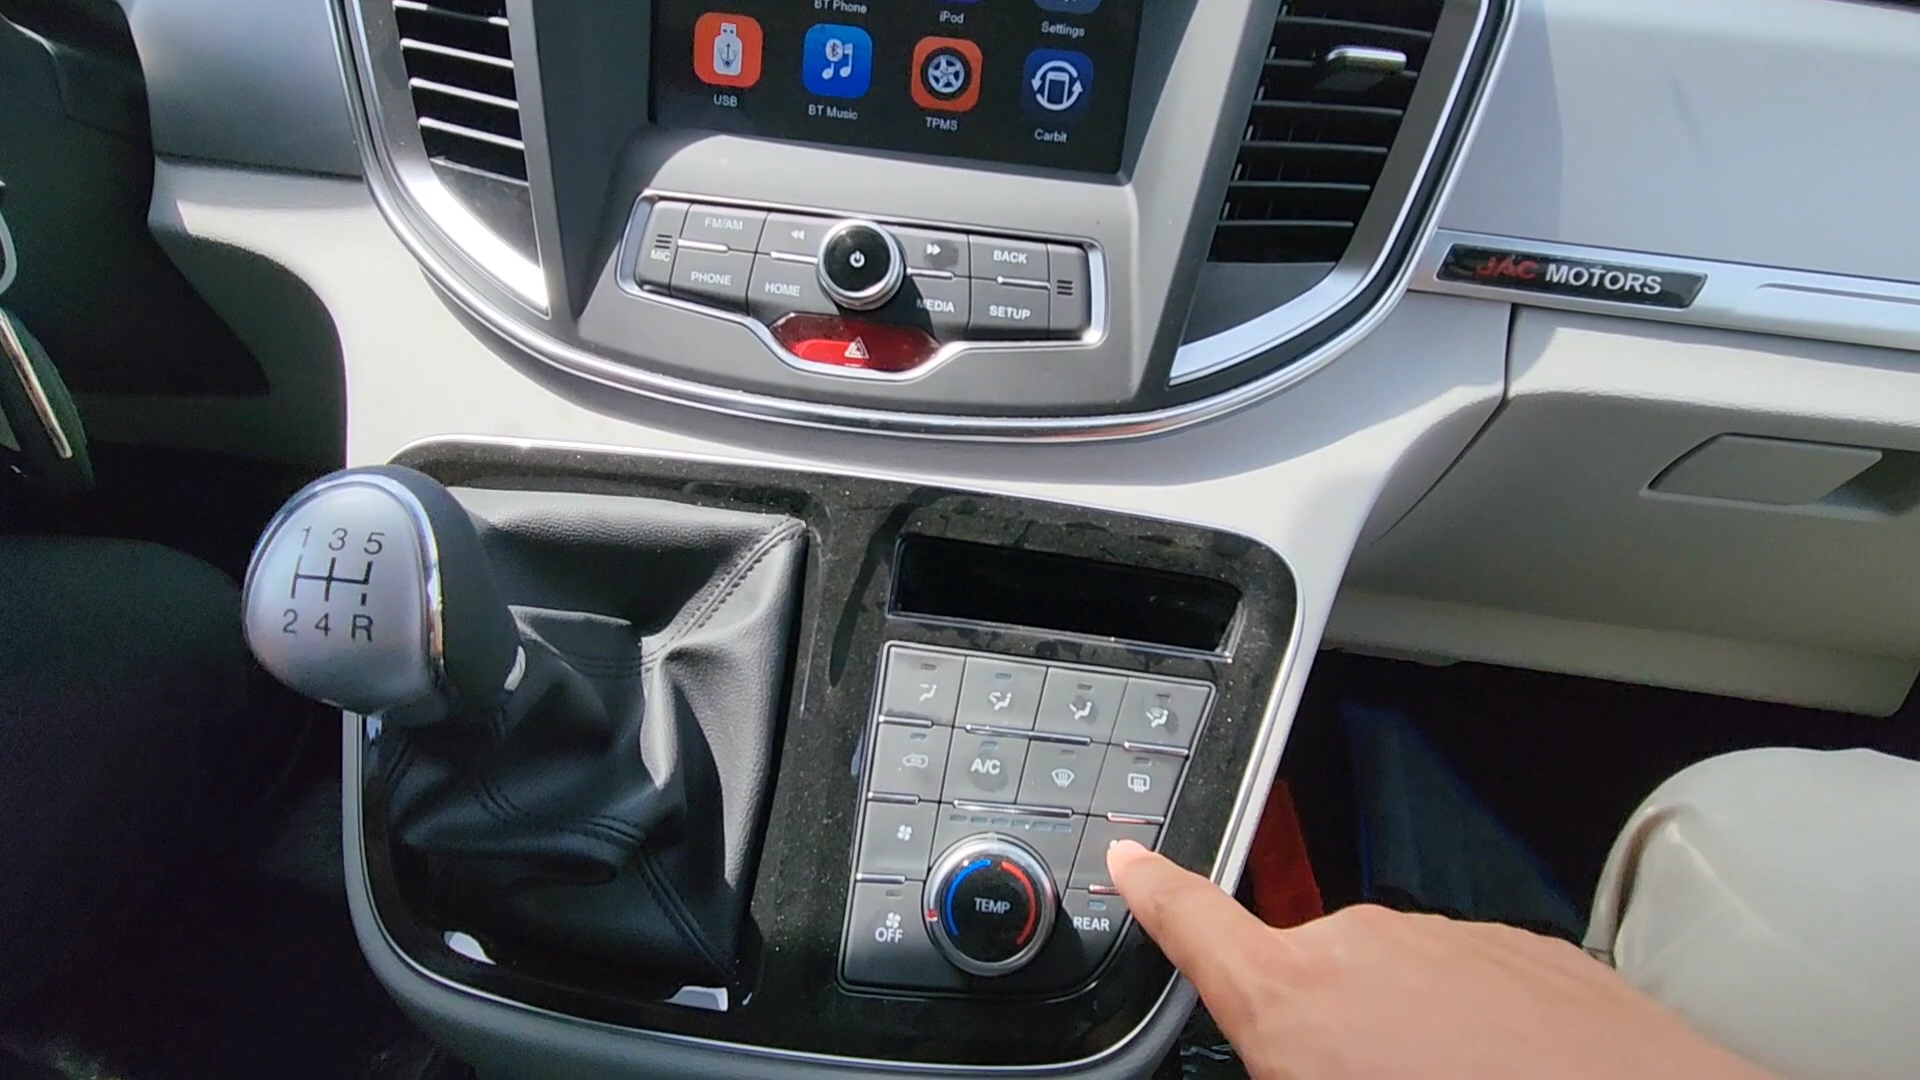 BT Phone
iPod
Settings
USB
BT Music
TPMS
Carbit
FM/AM
MIC
PHONE
HOME
MEDIA
BACK
SETUP
JAC MOTORS
1 3 5
2 4 R
A/C
TEMP
OFF
REAR